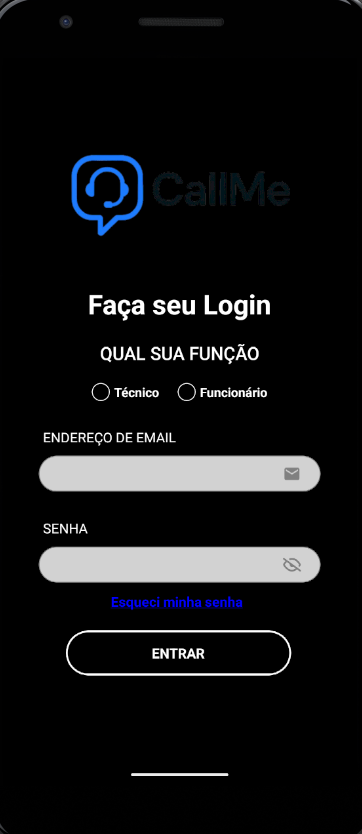 CallMe
Faça seu Login
QUAL SUA FUNÇÃO
Técnico Funcionário
ENDEREÇO DE EMAIL
SENHA
Esqueci minha senha
ENTRAR